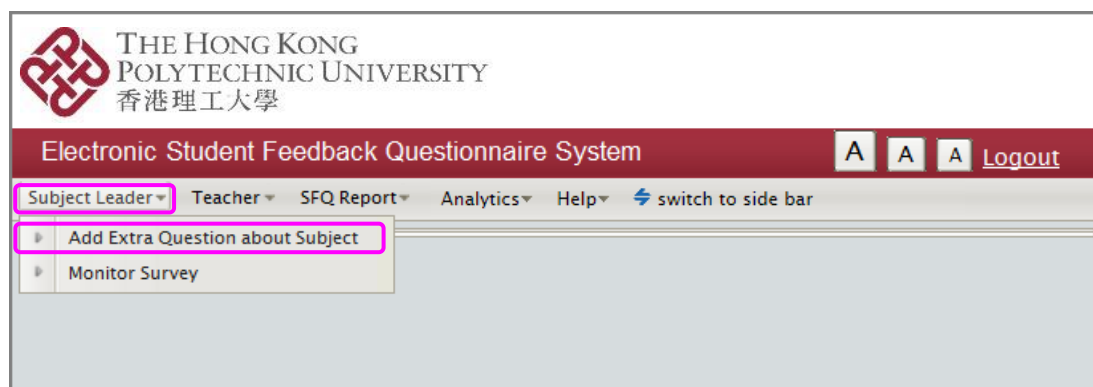 THE HONG KONG
POLYTECHNIC UNIVERSITY
香港理工大學
Electronic Student Feedback Questionnaire System
A A A Logout
Subject Leader Teacher SFQ Report Analytics Help switch to side bar
Add Extra Question about Subject
Monitor Survey